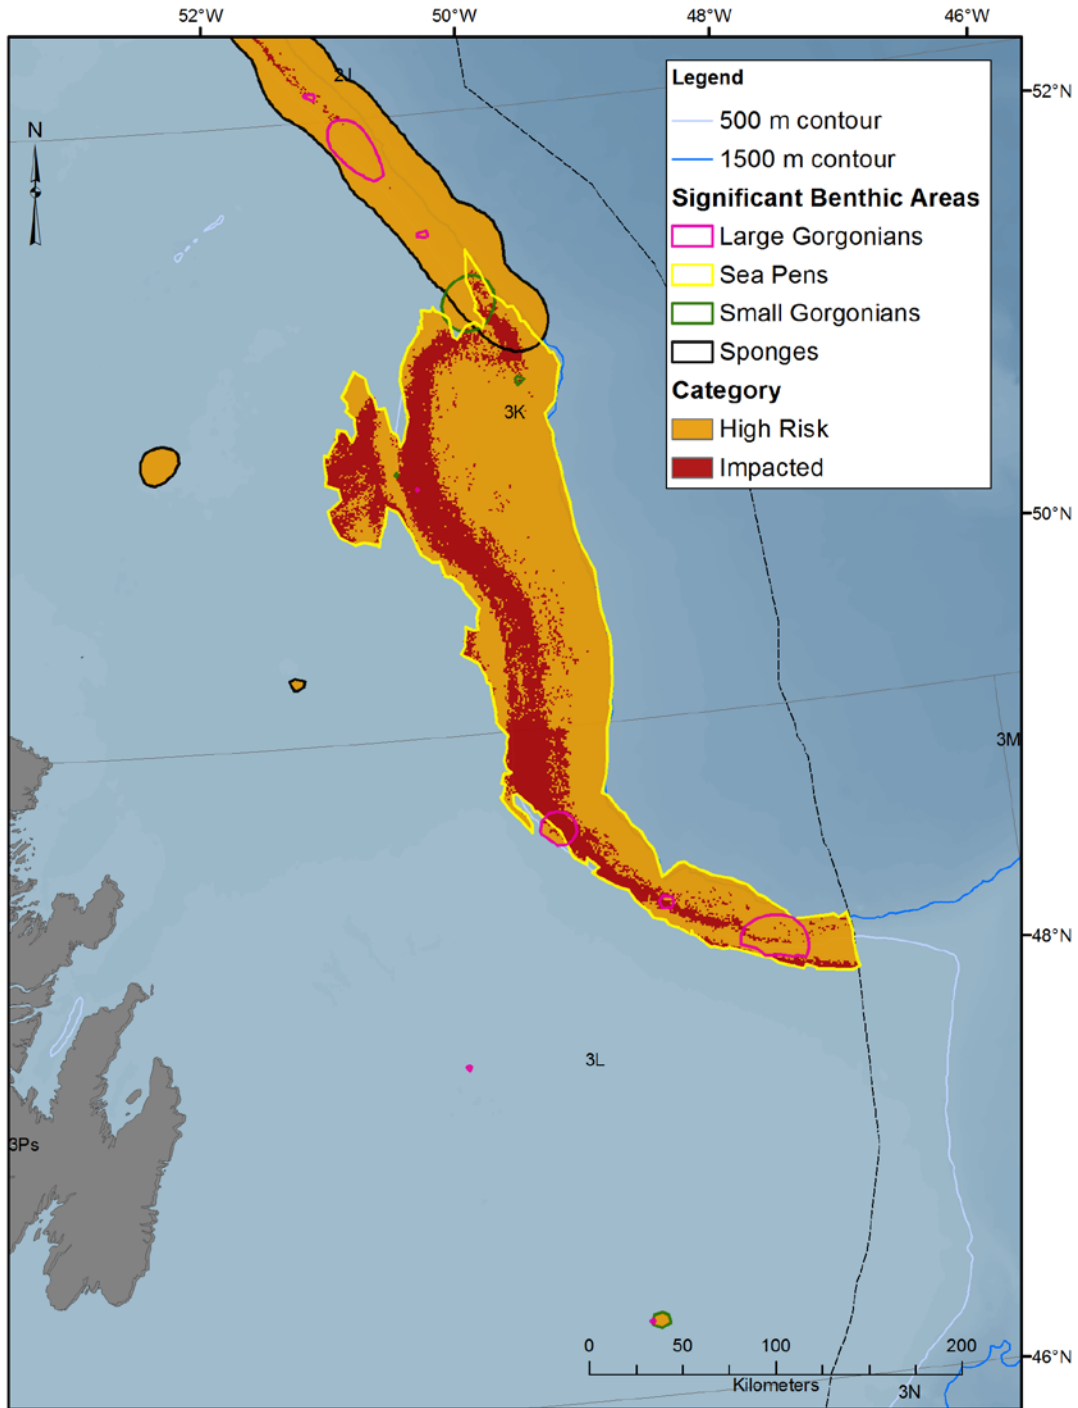 52°W 50°W 48°W 46°W
2J
N
Legend
500 m contour
1500 m contour
Significant Benthic Areas
Large Gorgonians
Sea Pens
Small Gorgonians
Sponges
Category
High Risk
Impacted
52°N
3K
50°N
3M
48°N
3L
3Ps
0 50 100 200
Kilometers
46°N
3N